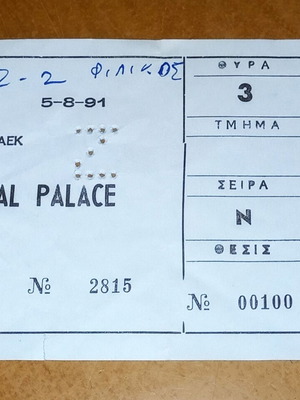 2-2 ΦΙΛΙΚΟΣ
5-8-91
ΑΕΚ
AL PALACE
№ 2815
ΘΥΡΑ
3
ΤΜΗΜΑ
ΣΕΙΡΑ
N
ΘΕΣΙΣ
№ 00100